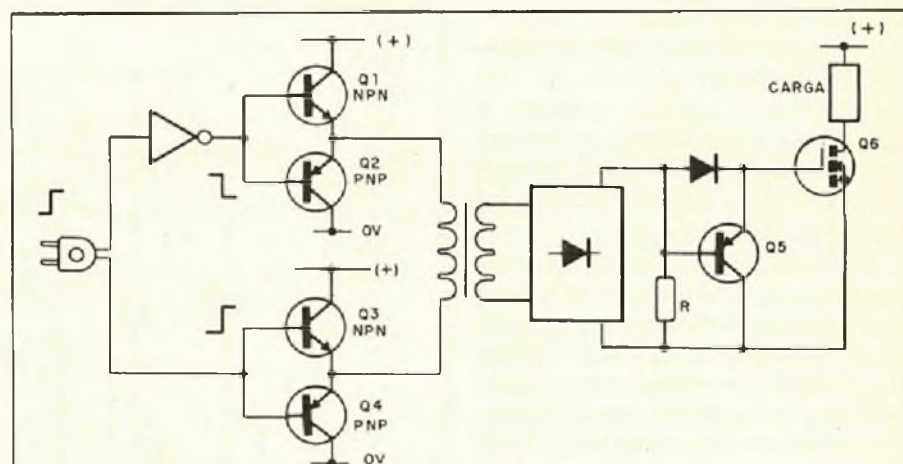 (+)
Q1
NPN
Q2
PNP
0V
(+)
Q3
NPN
Q4
PNP
0V
R
Q5
(+)
CARGA
Q6